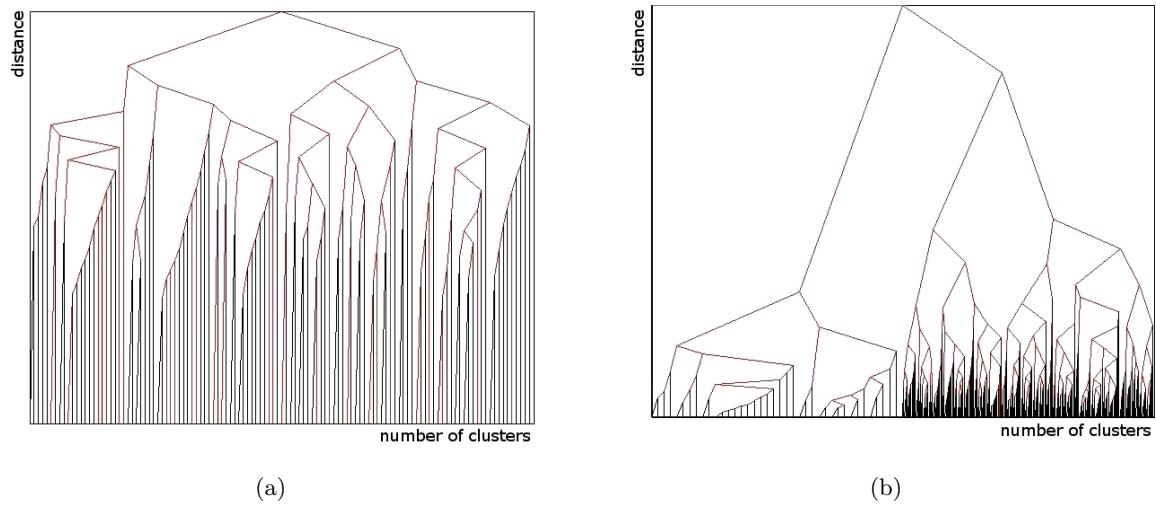 distance
number of clusters
(a)
distance
number of clusters
(b)